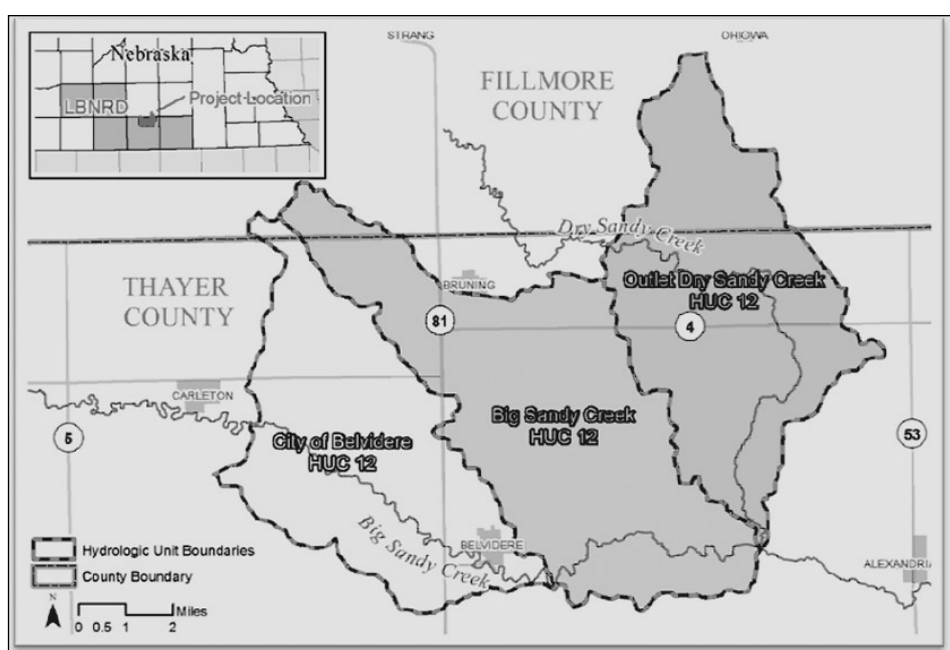 STRANG
OHIOWA
Nebraska
LBNRD
Project Location
FILLMORE
COUNTY
Dry Sandy Creek
THAYER
COUNTY
BRUNING
Outlet Dry Sandy Creek
HUC 12
81
4
CARLETON
5
City of Belvidere
HUC 12
Big Sandy Creek
HUC 12
53
Big Sandy Creek
BELVIDERE
ALEXANDRIA
Hydrologic Unit Boundaries
County Boundary
N
Miles
0 0.5 1 2